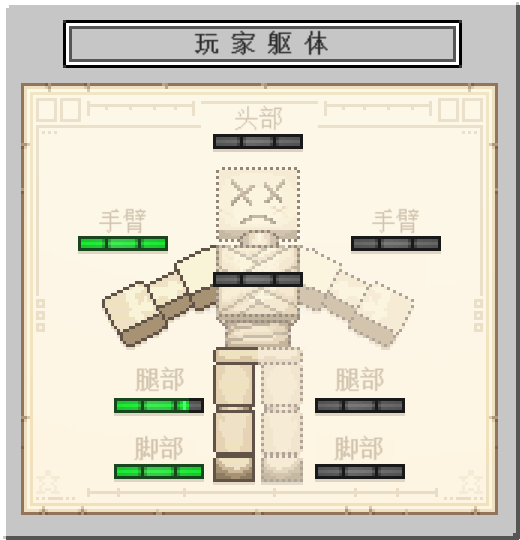 玩家躯体
头部
手臂 手臂
腿部 腿部
脚部 脚部